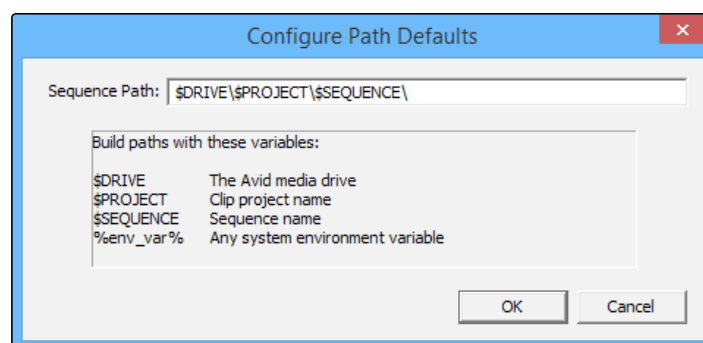 Configure Path Defaults
Sequence Path: $DRIVE\$PROJECT\$SEQUENCE\
Build paths with these variables:
$DRIVE The Avid media drive
$PROJECT Clip project name
$SEQUENCE Sequence name
%env_var% Any system environment variable
OK Cancel